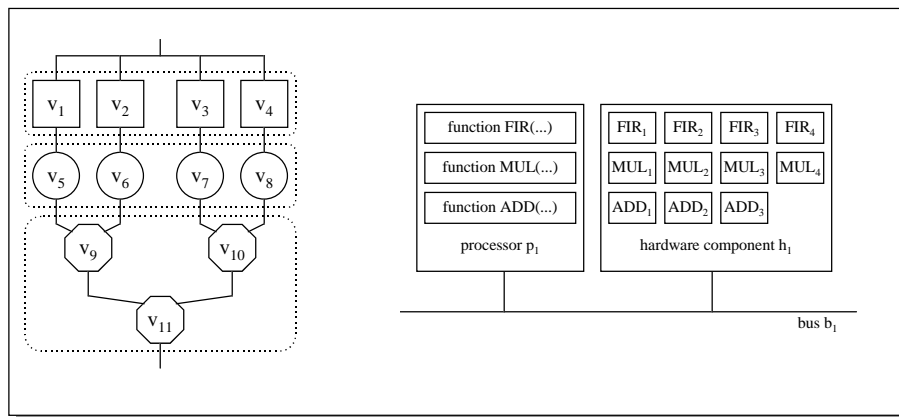 v1 v2 v3 v4
v5 v6 v7 v8
v9 v10
v11
function FIR(...)
function MUL(...)
function ADD(...)
processor p1
FIR1 FIR2 FIR3 FIR4
MUL1 MUL2 MUL3 MUL4
ADD1 ADD2 ADD3
hardware component h1
bus b1